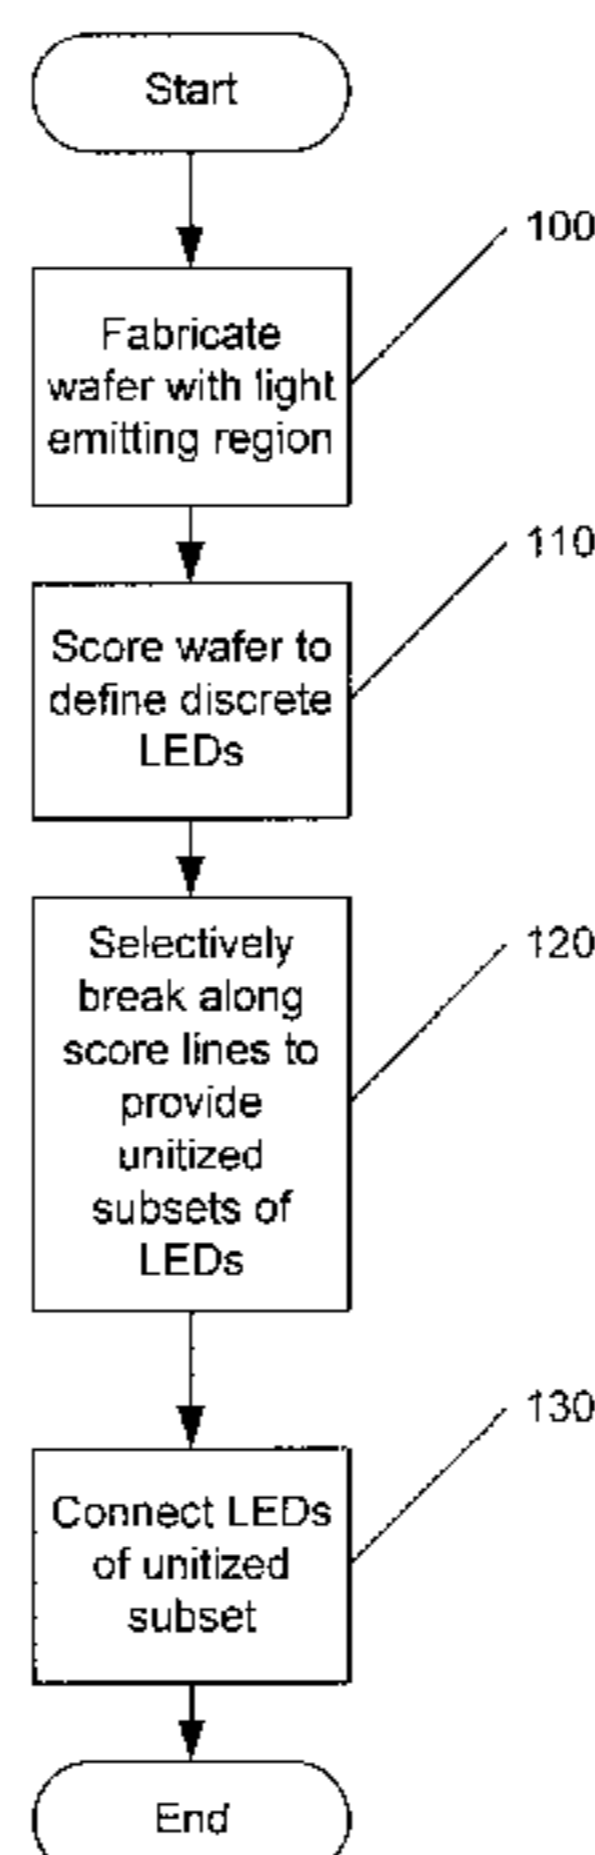 Start
100
Fabricate
wafer with light
emitting region
110
Score wafer to
define discrete
LEDs
120
Selectively
break along
score lines to
provide
unitized
subsets of
LEDs
130
Connect LEDs
of unitized
subset
End